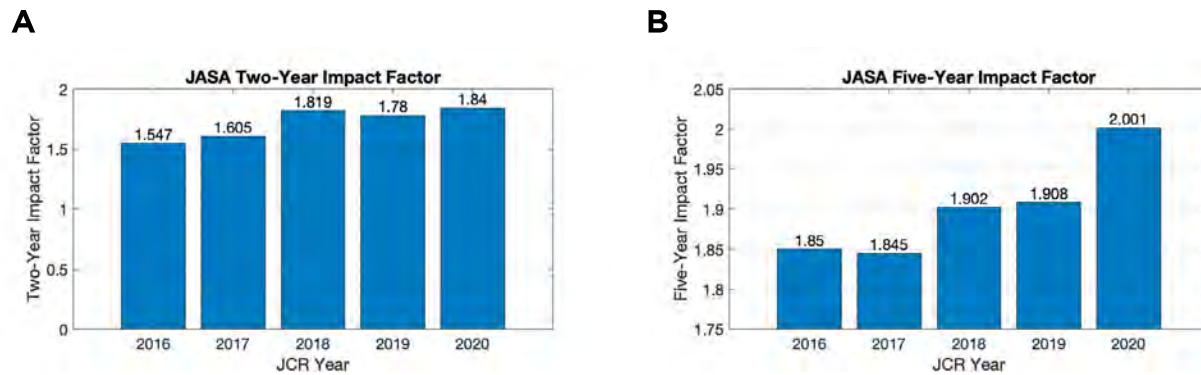 A
JASA Two-Year Impact Factor
Two-Year Impact Factor
2
1.5
1
0.5
0
1.547
1.605
1.819
1.78
1.84
2016 2017 2018 2019 2020
JCR Year
B
JASA Five-Year Impact Factor
Five-Year Impact Factor
2.05
2
1.95
1.9
1.85
1.8
1.75
1.85
1.845
1.902
1.908
2.001
2016 2017 2018 2019 2020
JCR Year